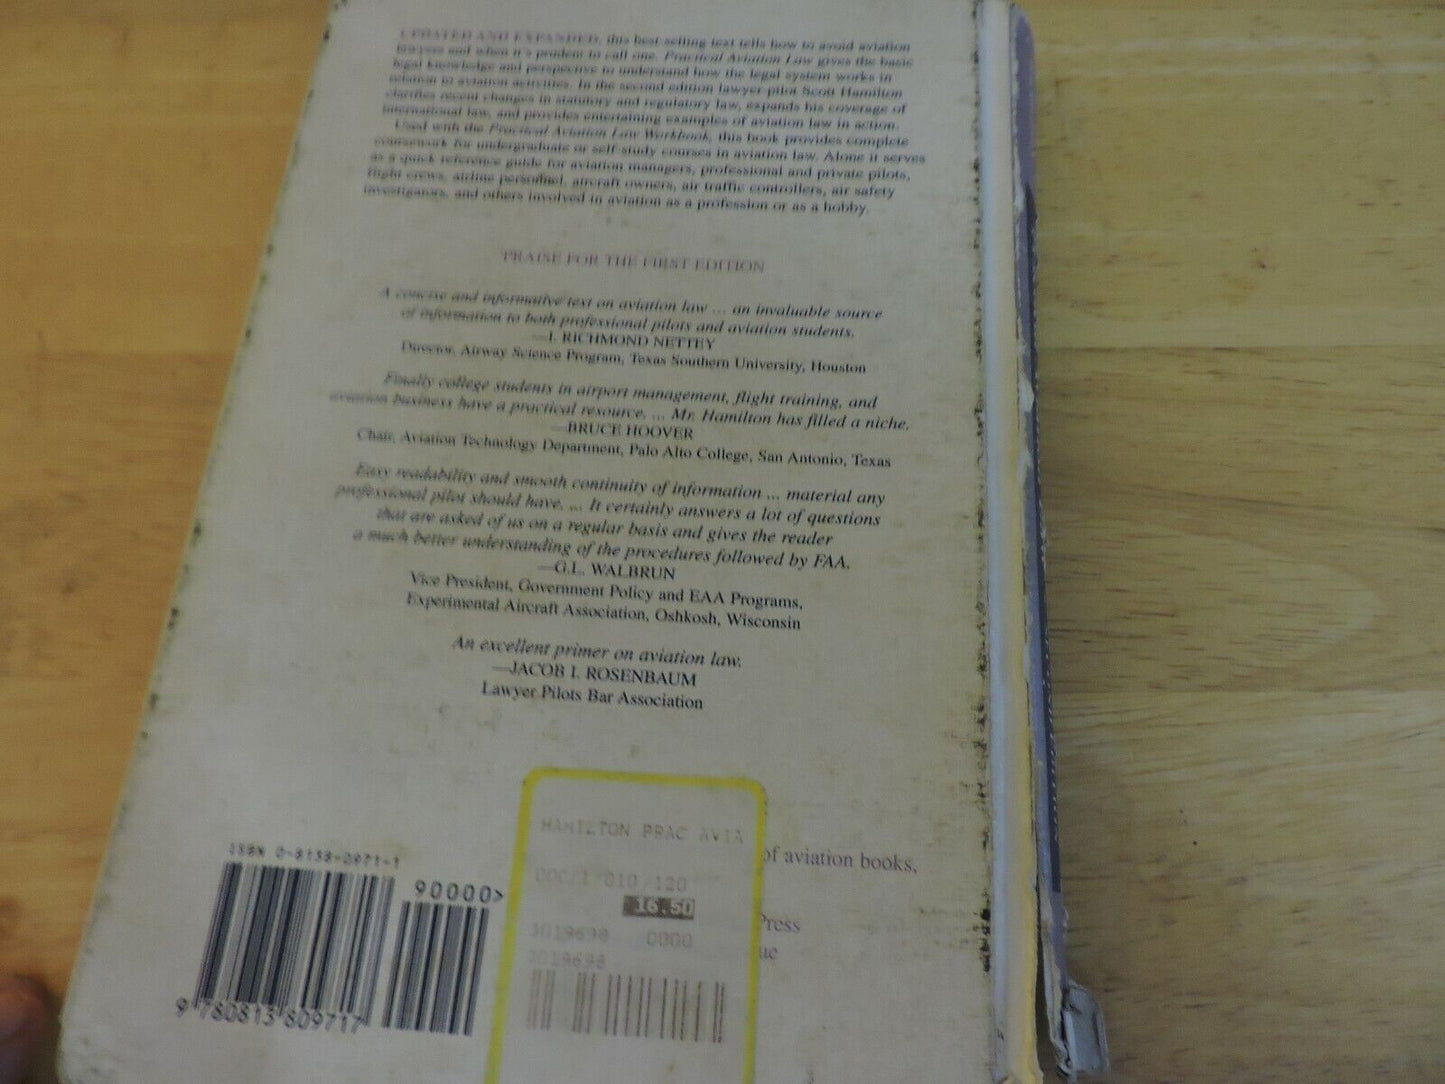 UPDATED AND EXPANDED, this best-selling text tells how to avoid aviation
lawyers and when it's prudent to call one. Practical Aviation Law gives the basic
legal knowledge and perspective to understand how the legal system works in
relation to aviation activities. In the second edition lawyer-pilot Scott Hamilton
clarifies recent changes in statutory and regulatory law, expands his coverage of
international law, and provides entertaining examples of aviation law in action.
Used with the Practical Aviation Law Workbook, this book provides complete
coursework for undergraduate or self-study courses in aviation law. Alone it serves
as a quick reference guide for aviation managers, professional and private pilots,
flight crews, airline personnel, aircraft owners, air traffic controllers, air safety
investigators, and others involved in aviation as a profession or as a hobby.
PRAISE FOR THE FIRST EDITION
A concise and informative text on aviation law ... an invaluable source
of information to both professional pilots and aviation students.
—I. RICHMOND NETTEY
Director, Airway Science Program, Texas Southern University, Houston
Finally college students in airport management, flight training, and
aviation business have a practical resource. ... Mr. Hamilton has filled a niche.
—BRUCE HOOVER
Chair, Aviation Technology Department, Palo Alto College, San Antonio, Texas
Easy readability and smooth continuity of information ... material any
professional pilot should have. ... It certainly answers a lot of questions
that are asked of us on a regular basis and gives the reader
a much better understanding of the procedures followed by FAA.
—G.L. WALBRUN
Vice President, Government Policy and EAA Programs,
Experimental Aircraft Association, Oshkosh, Wisconsin
An excellent primer on aviation law.
—JACOB I. ROSENBAUM
Lawyer Pilots Bar Association
ISBN 0-8138-0971-1
90000>
9 780813 809717
HAMILTON PRAC AVIA
010/120
16.50
3019698 0000
3019698
of aviation books,
Press